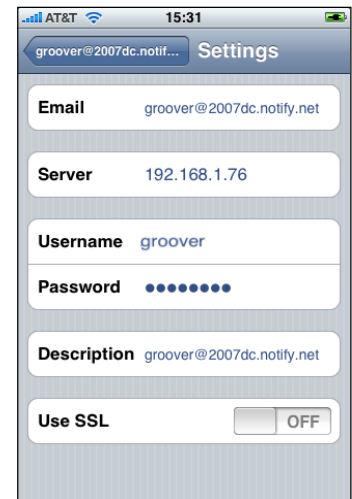 AT&T 15:31
groover@2007dc.notif... Settings
Email groover@2007dc.notify.net
Server 192.168.1.76
Username groover
Password ●●●●●●●●
Description groover@2007dc.notify.net
Use SSL OFF